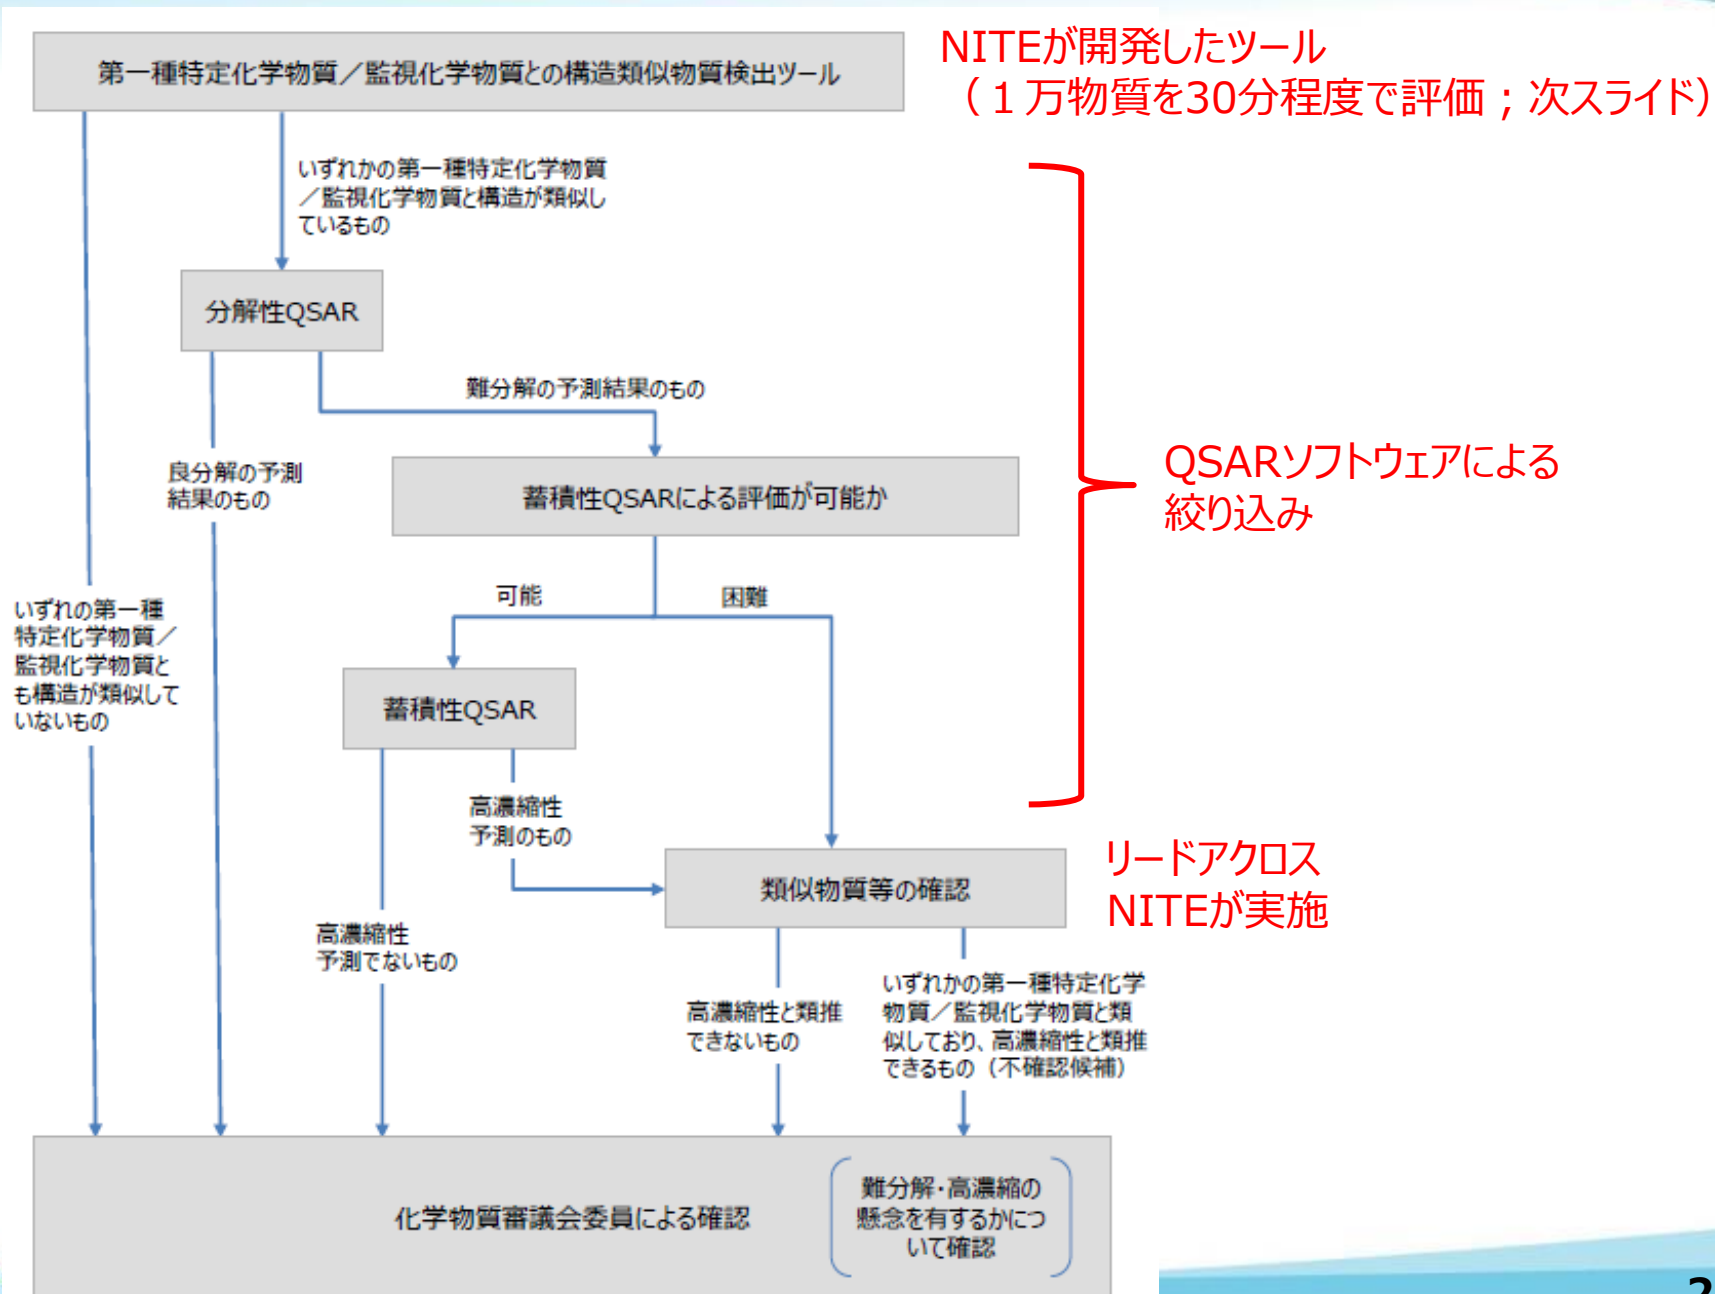 第一種特定化学物質／監視化学物質との構造類似物質検出ツール
NITEが開発したツール
（１万物質を30分程度で評価；次スライド）
いずれかの第一種特定化学物質
／監視化学物質と構造が類似し
ているもの
分解性QSAR
難分解の予測結果のもの
良分解の予測
結果のもの
蓄積性QSARによる評価が可能か
QSARソフトウェアによる
絞り込み
可能
困難
いずれの第一種
特定化学物質／
監視化学物質と
も構造が類似して
いないもの
蓄積性QSAR
高濃縮性
予測のもの
類似物質等の確認
リードアクロス
NITEが実施
高濃縮性
予測でないもの
高濃縮性と類推
できないもの
いずれかの第一種特定化学
物質／監視化学物質と類
似しており、高濃縮性と類推
できるもの（不確認候補）
化学物質審議会委員による確認
難分解・高濃縮の
懸念を有するかにつ
いて確認
2